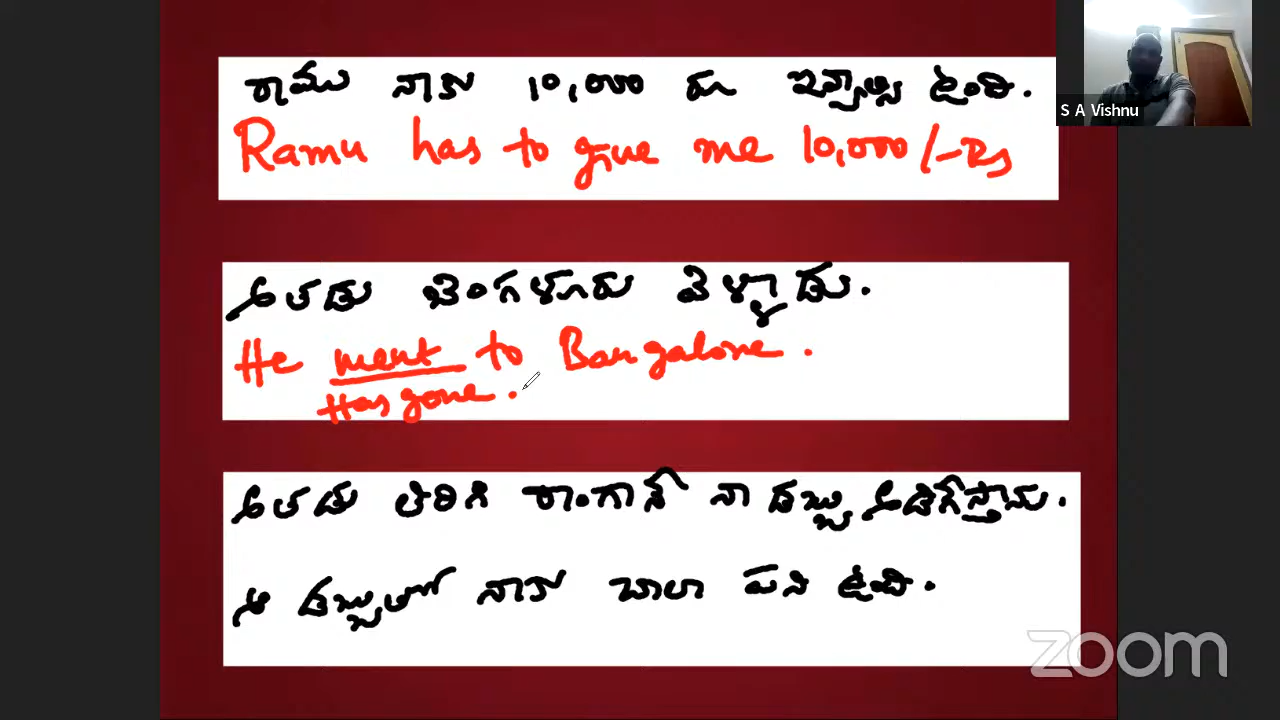 రాము నాకు 10,000 రూ ఇవ్వాల్సి ఉంది.
Ramu has to give me 10,000/-Rs
S A Vishnu
అతడు బెంగళూరు వెళ్ళాడు.
He went to Bangalore.
Has gone.
అతడు తిరిగి రాంగానే నా డబ్బు అడిగేస్తాను.
ఆ డబ్బుతో నాకు చాలా పని ఉంది.
zoom